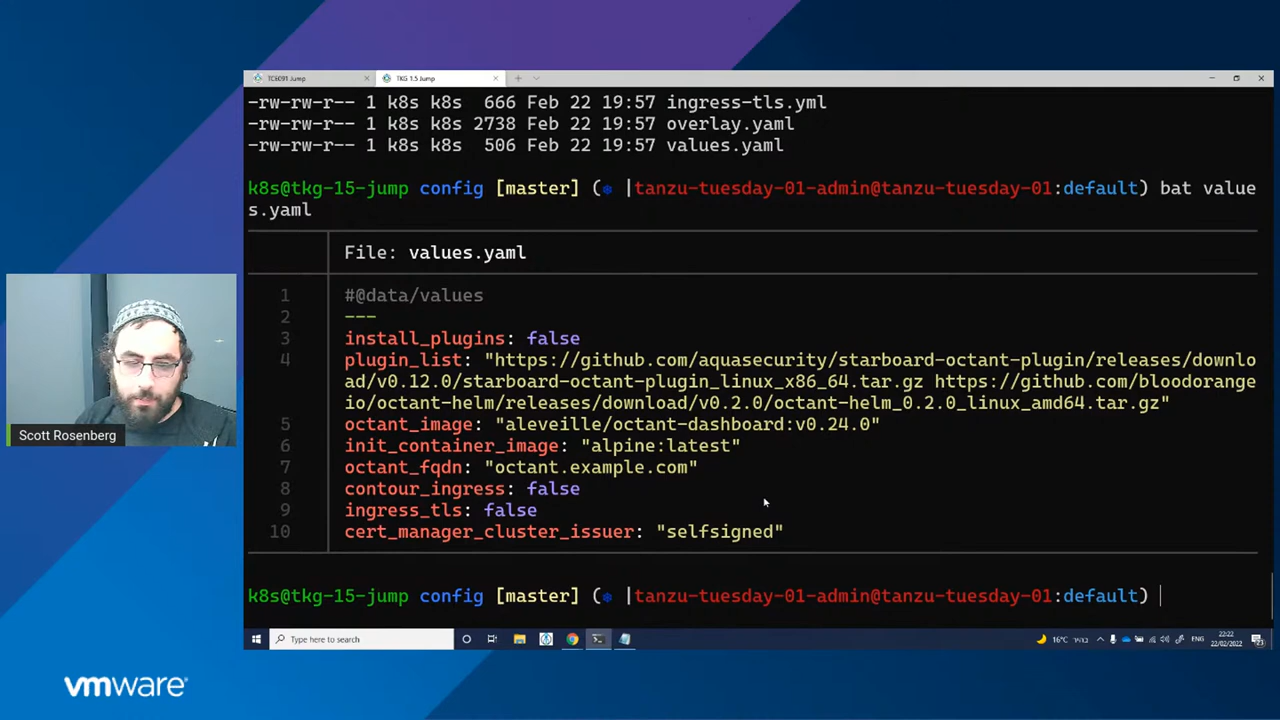 TCE091 Jump
TKG 1.5 Jump
-rw-rw-r-- 1 k8s k8s  666 Feb 22 19:57 ingress-tls.yml
-rw-rw-r-- 1 k8s k8s 2738 Feb 22 19:57 overlay.yaml
-rw-rw-r-- 1 k8s k8s  506 Feb 22 19:57 values.yaml
k8s@tkg-15-jump config [master] (⎈ |tanzu-tuesday-01-admin@tanzu-tuesday-01:default) bat value
s.yaml
File: values.yaml
1 #@data/values
2 ---
3 install_plugins: false
4 plugin_list: "https://github.com/aquasecurity/starboard-octant-plugin/releases/downlo
ad/v0.12.0/starboard-octant-plugin_linux_x86_64.tar.gz https://github.com/bloodorange
io/octant-helm/releases/download/v0.2.0/octant-helm_0.2.0_linux_amd64.tar.gz"
5 octant_image: "aleveille/octant-dashboard:v0.24.0"
6 init_container_image: "alpine:latest"
7 octant_fqdn: "octant.example.com"
8 contour_ingress: false
9 ingress_tls: false
10 cert_manager_cluster_issuer: "selfsigned"
k8s@tkg-15-jump config [master] (⎈ |tanzu-tuesday-01-admin@tanzu-tuesday-01:default)
Scott Rosenberg
Type here to search
16°C בהיר
ENG
22:22
22/02/2022
vmware®